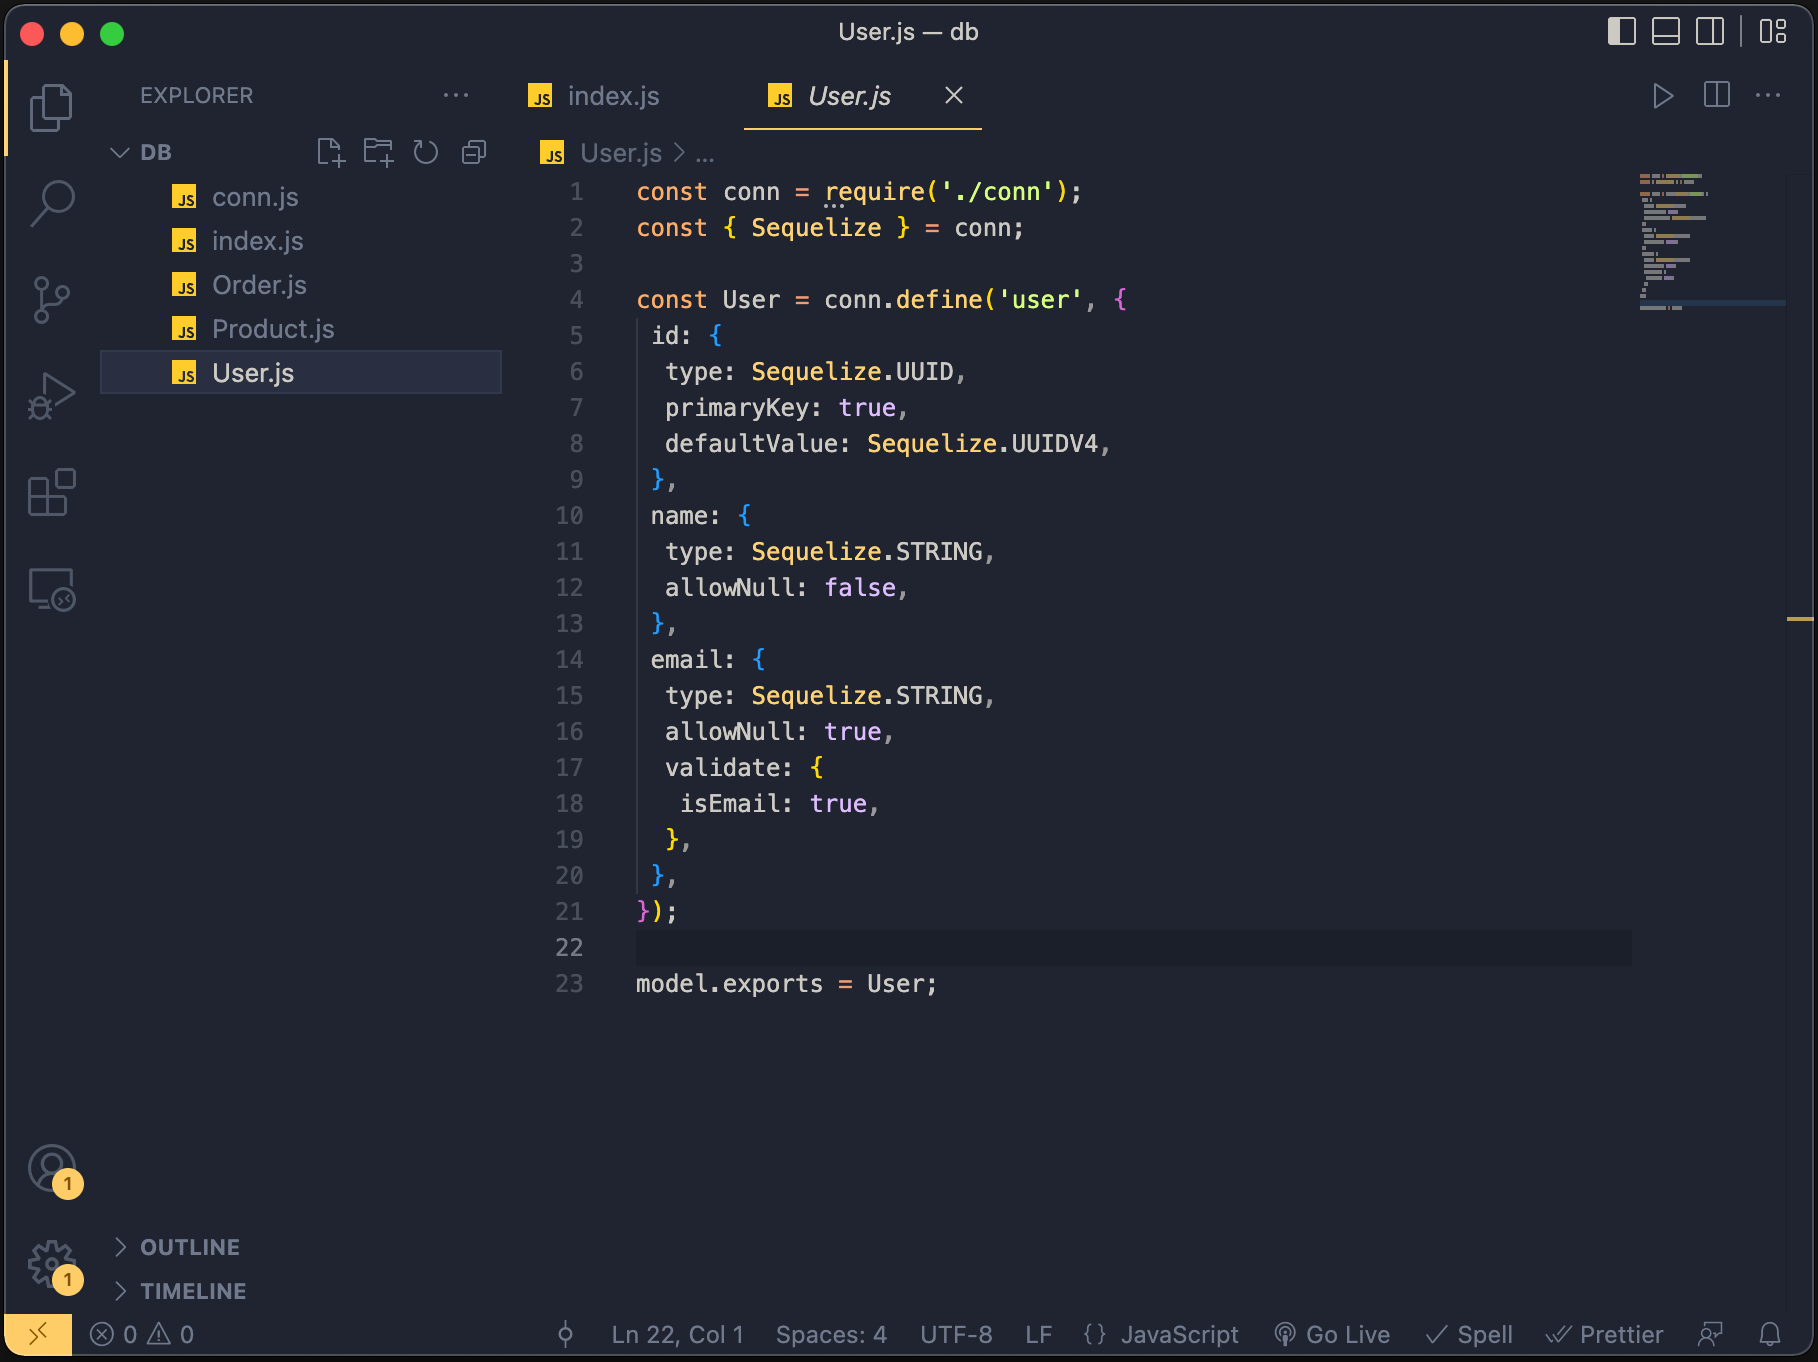 User.js — db
EXPLORER
DB
JS conn.js
JS index.js
JS Order.js
JS Product.js
JS User.js
JS index.js
JS User.js
JS User.js > ...
1 const conn = require('./conn');
2 const { Sequelize } = conn;
3
4 const User = conn.define('user', {
5 id: {
6 type: Sequelize.UUID,
7 primaryKey: true,
8 defaultValue: Sequelize.UUIDV4,
9 },
10 name: {
11 type: Sequelize.STRING,
12 allowNull: false,
13 },
14 email: {
15 type: Sequelize.STRING,
16 allowNull: true,
17 validate: {
18 isEmail: true,
19 },
20 },
21 });
22
23 model.exports = User;
1
1
OUTLINE
TIMELINE
0 0 Ln 22, Col 1 Spaces: 4 UTF-8 LF {} JavaScript Go Live Spell Prettier